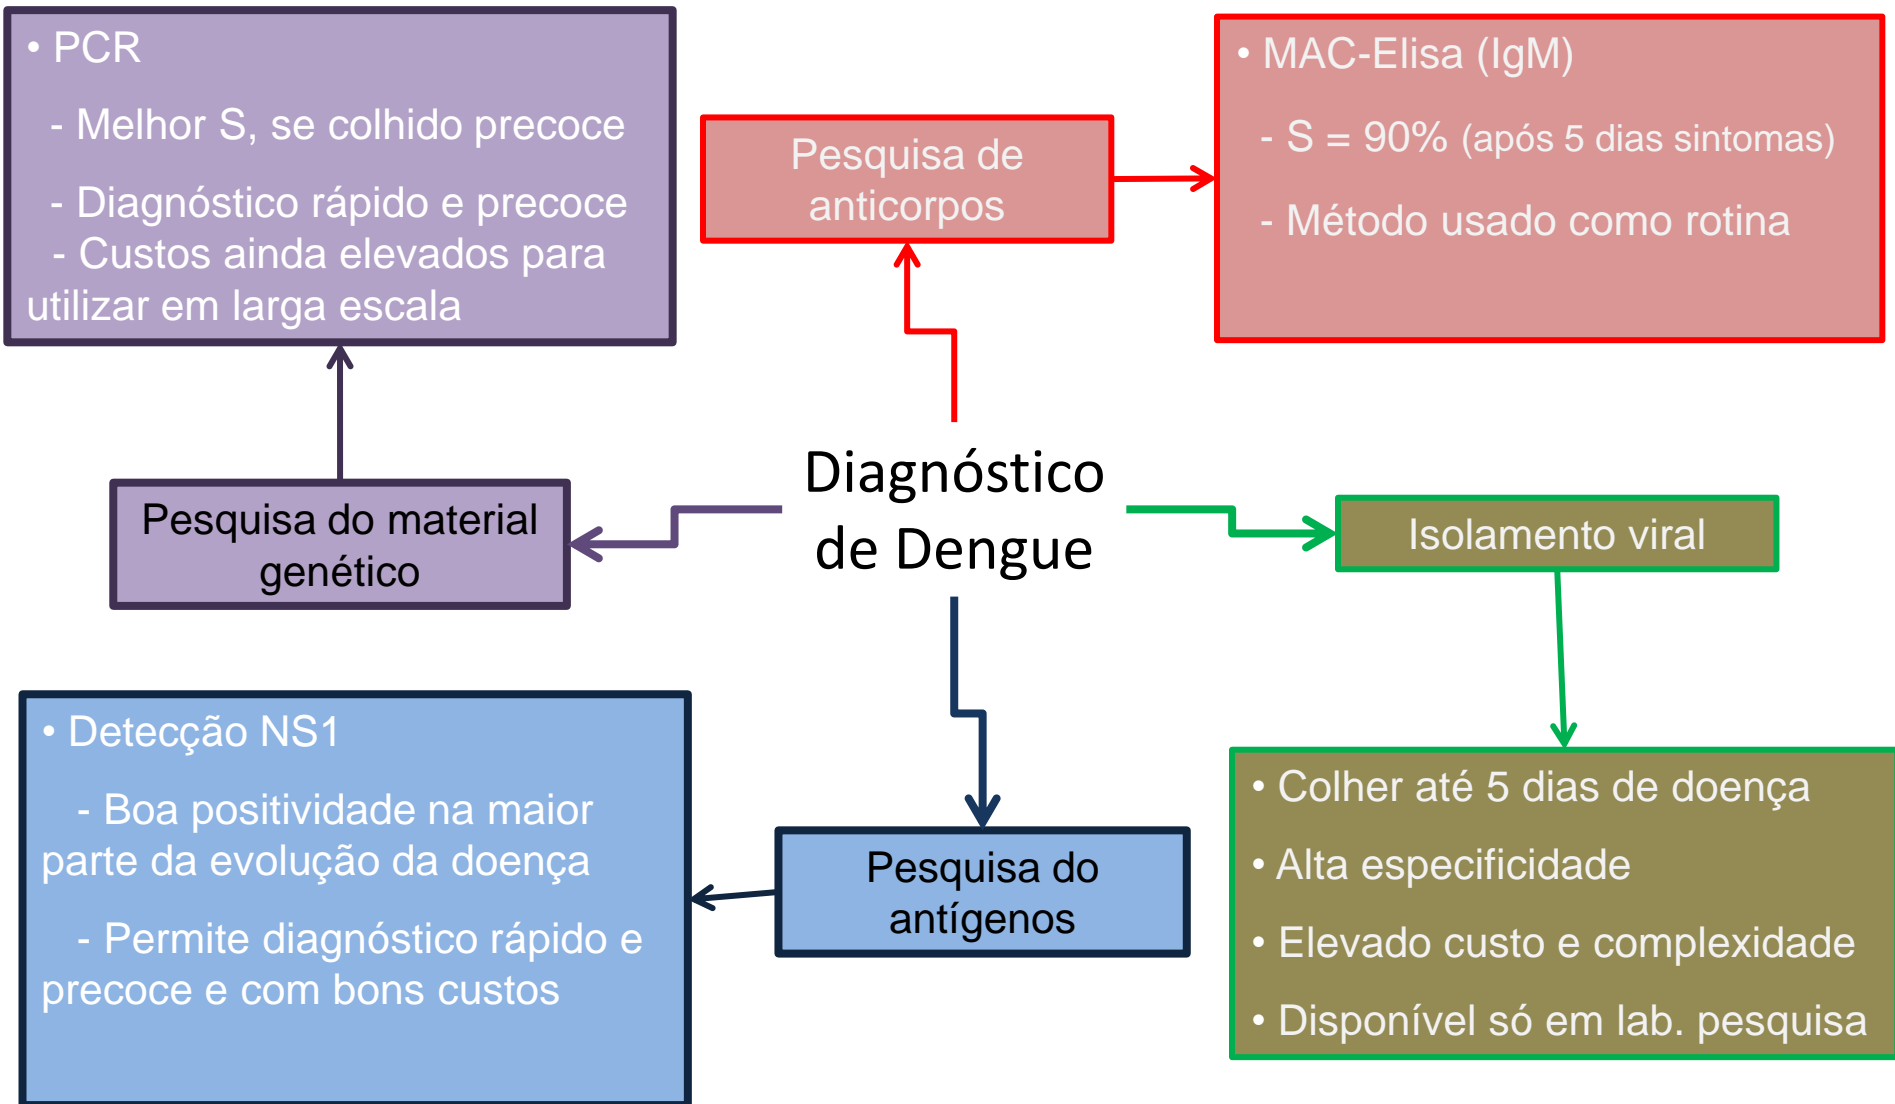 • PCR
- Melhor S, se colhido precoce
- Diagnóstico rápido e precoce
- Custos ainda elevados para
utilizar em larga escala
Pesquisa de
anticorpos
• MAC-Elisa (IgM)
- S = 90% (após 5 dias sintomas)
- Método usado como rotina
Pesquisa do material
genético
Diagnóstico
de Dengue
Isolamento viral
• Detecção NS1
- Boa positividade na maior
parte da evolução da doença
- Permite diagnóstico rápido e
precoce e com bons custos
Pesquisa do
antígenos
• Colher até 5 dias de doença
• Alta especificidade
• Elevado custo e complexidade
• Disponível só em lab. pesquisa